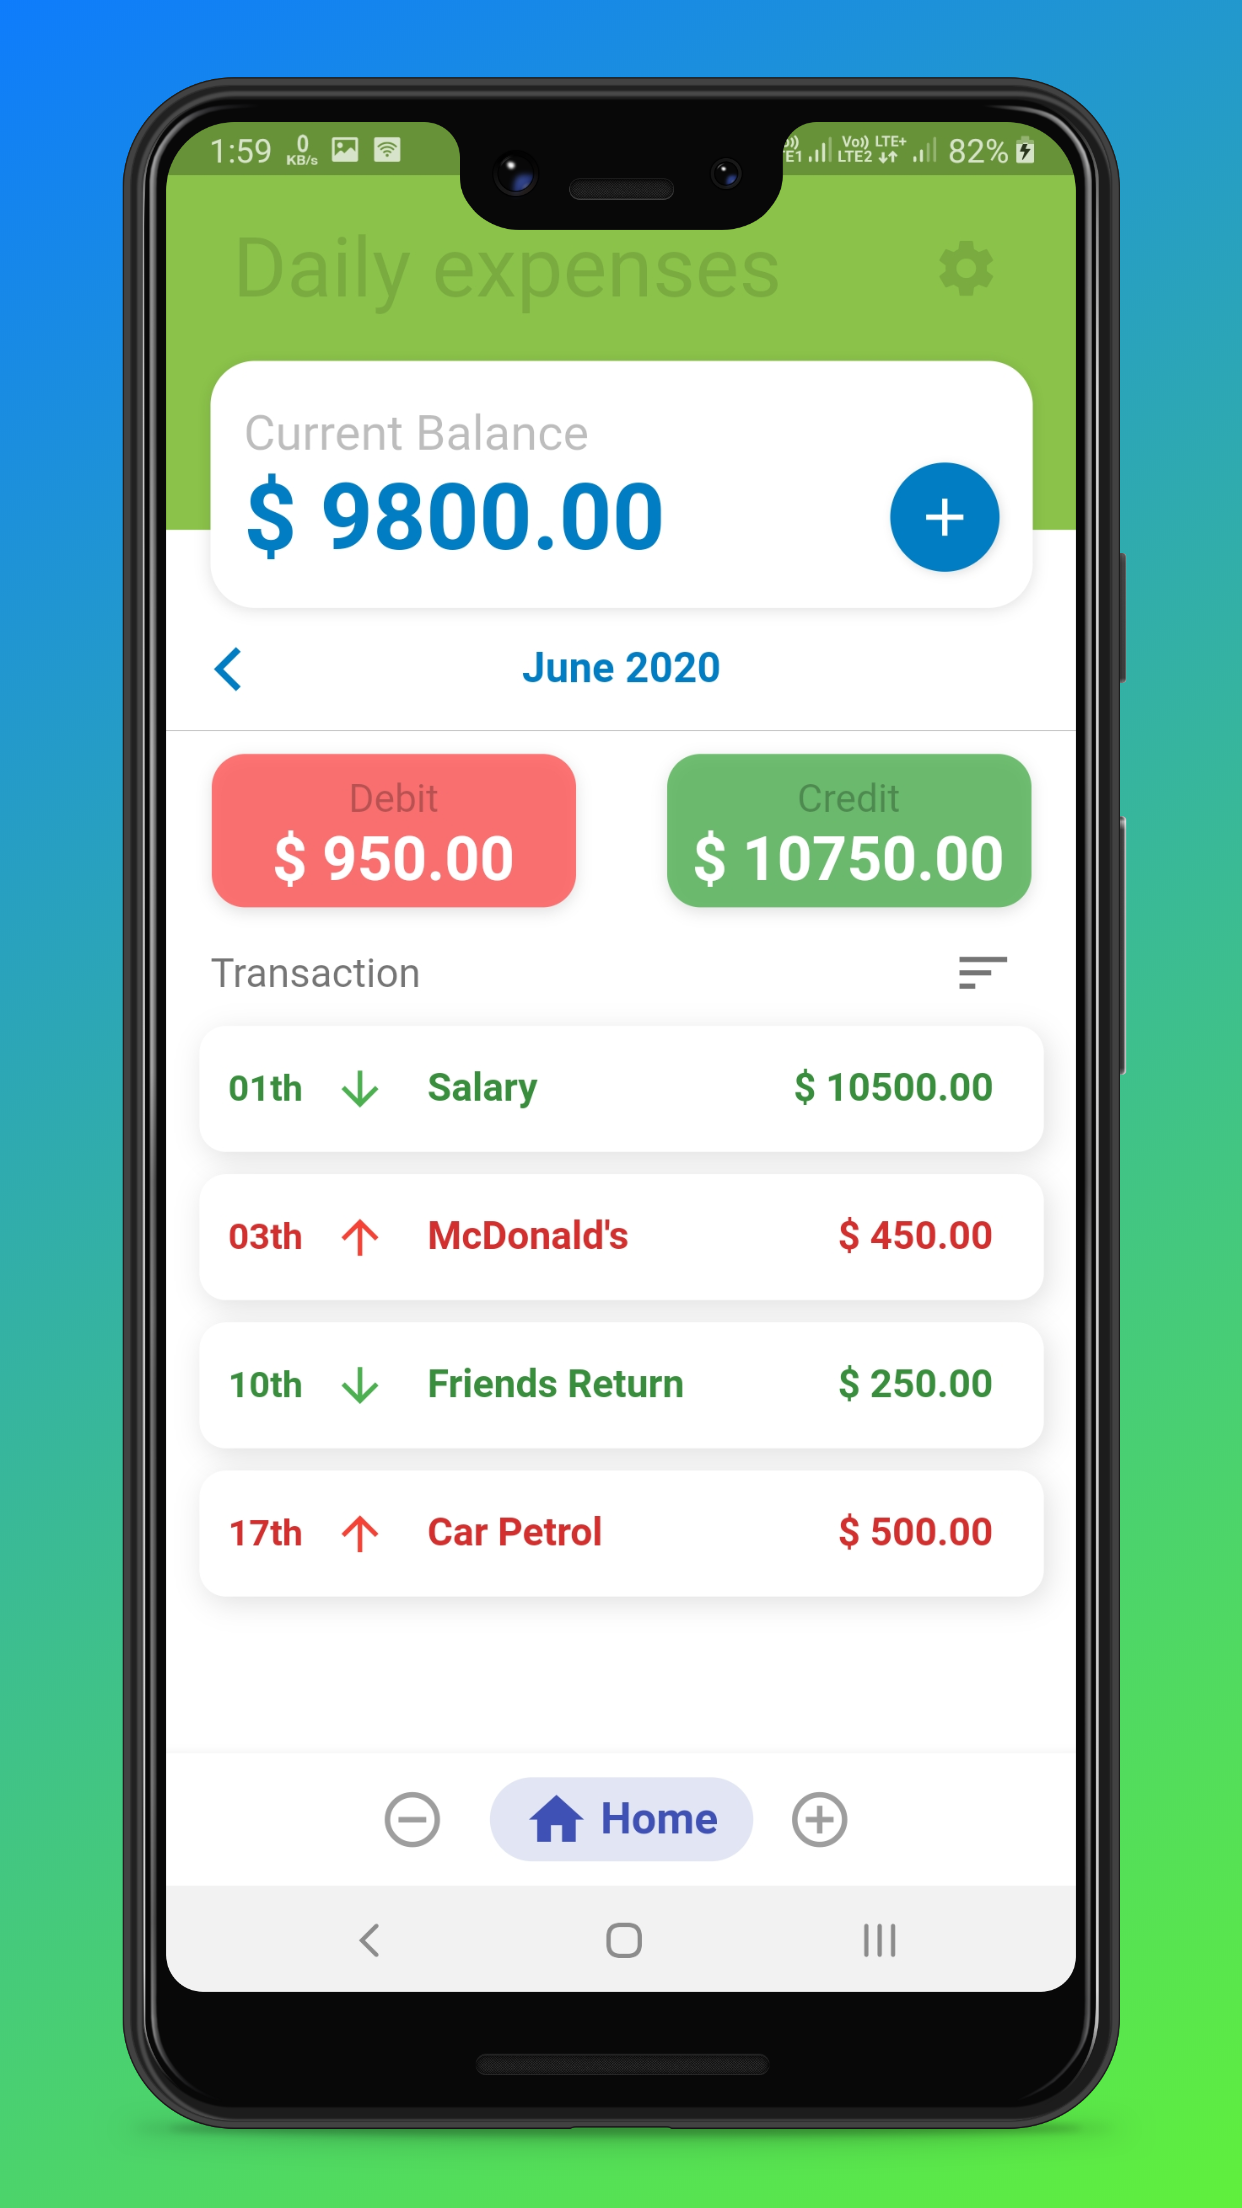 1:59 0 KB/s Vo)) LTE+ LTE2 82%
Daily expenses
Current Balance
$ 9800.00
June 2020
Debit
Credit
$ 950.00
$ 10750.00
Transaction
01th Salary $ 10500.00
03th McDonald's $ 450.00
10th Friends Return $ 250.00
17th Car Petrol $ 500.00
Home